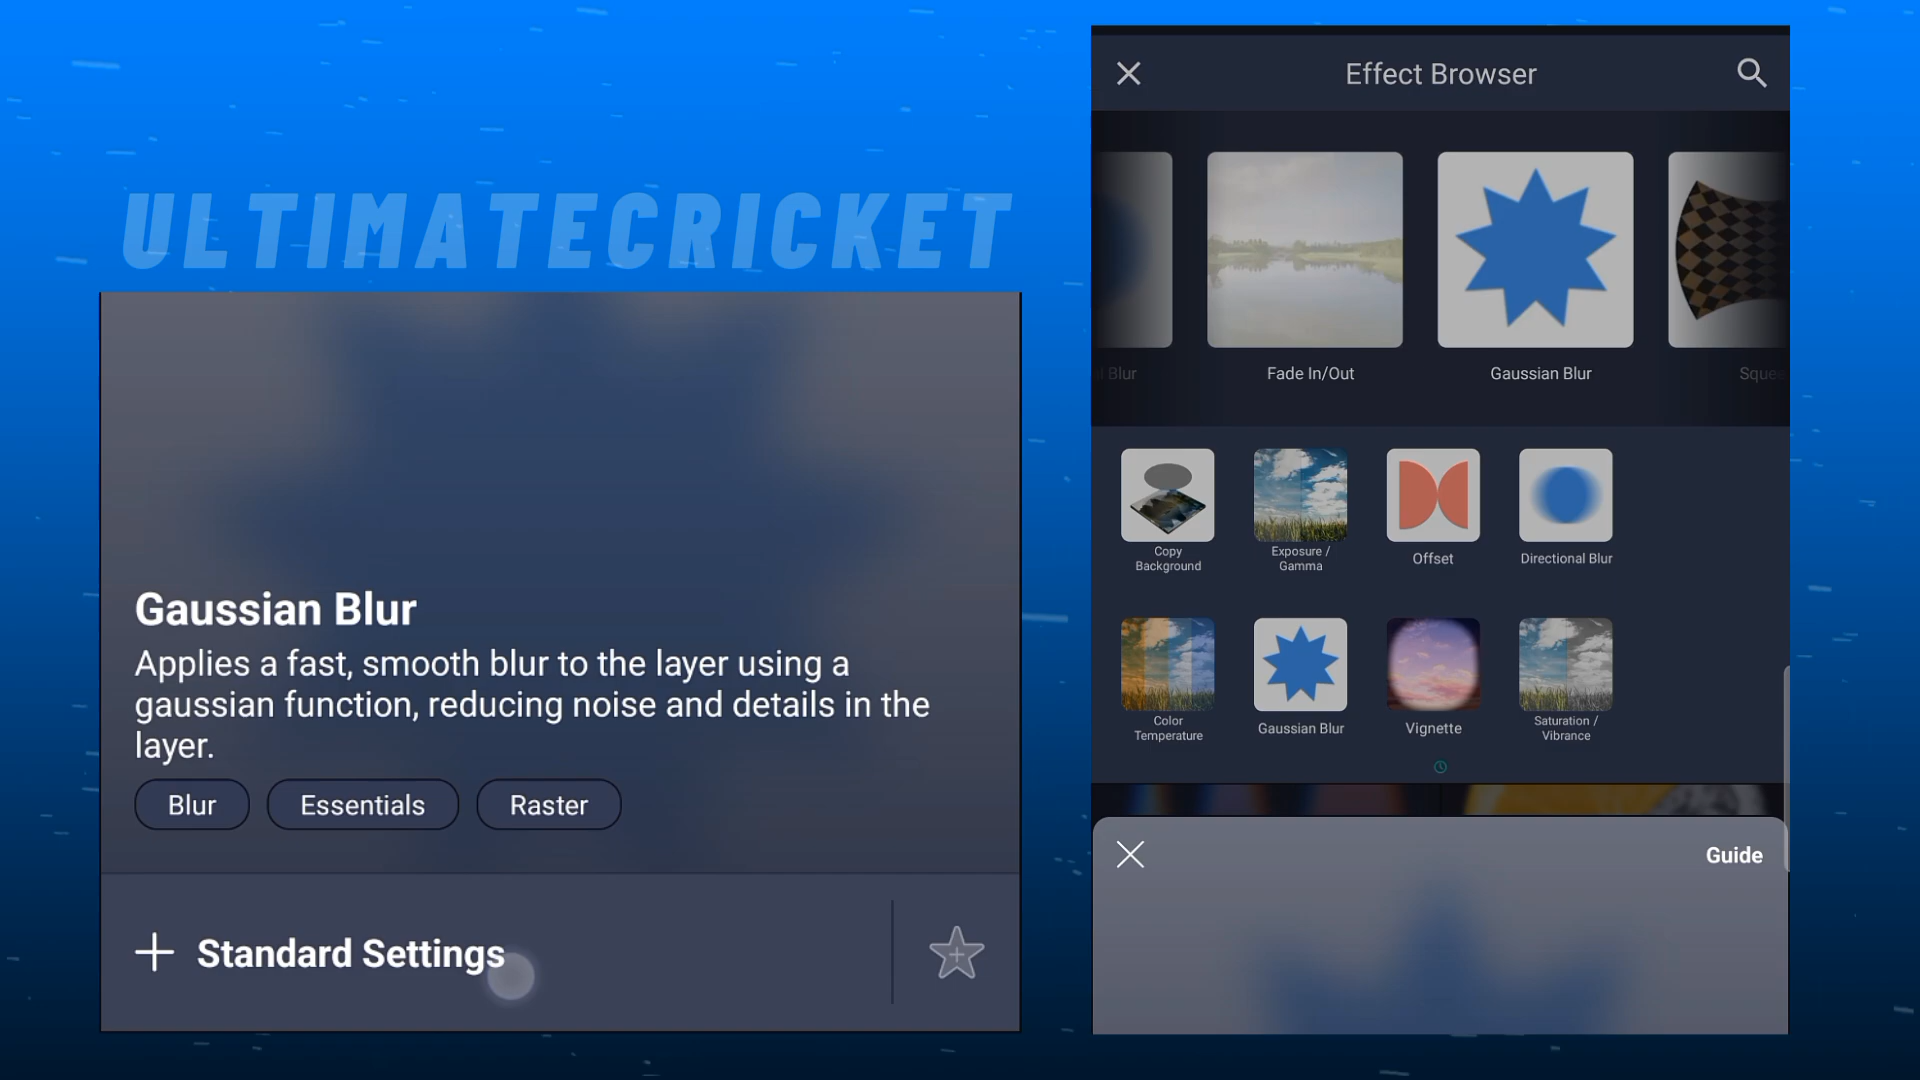 ULTIMATECRICKET
Gaussian Blur
Applies a fast, smooth blur to the layer using a
gaussian function, reducing noise and details in the
layer.
Blur Essentials Raster
Standard Settings
Effect Browser
Blur Fade In/Out Gaussian Blur
Copy
Background
Exposure /
Gamma
Offset
Directional Blur
Color
Temperature
Gaussian Blur
Vignette
Saturation /
Vibrance
Guide